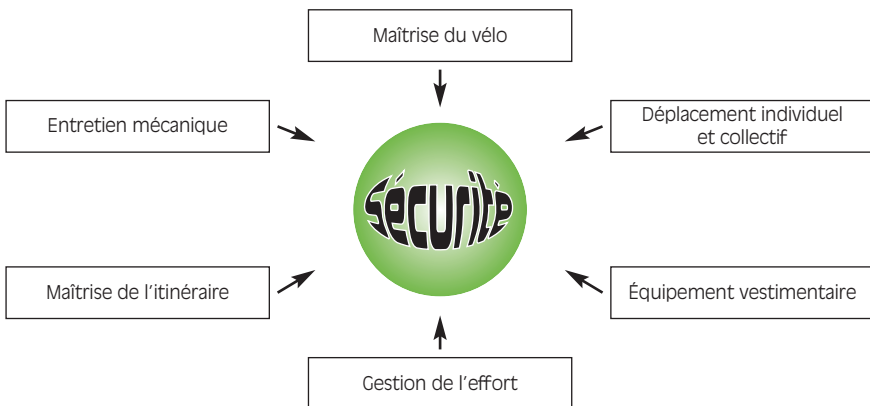 Maîtrise du vélo
Entretien mécanique
Déplacement individuel
et collectif
Sécurité
Maîtrise de l'itinéraire
Équipement vestimentaire
Gestion de l'effort